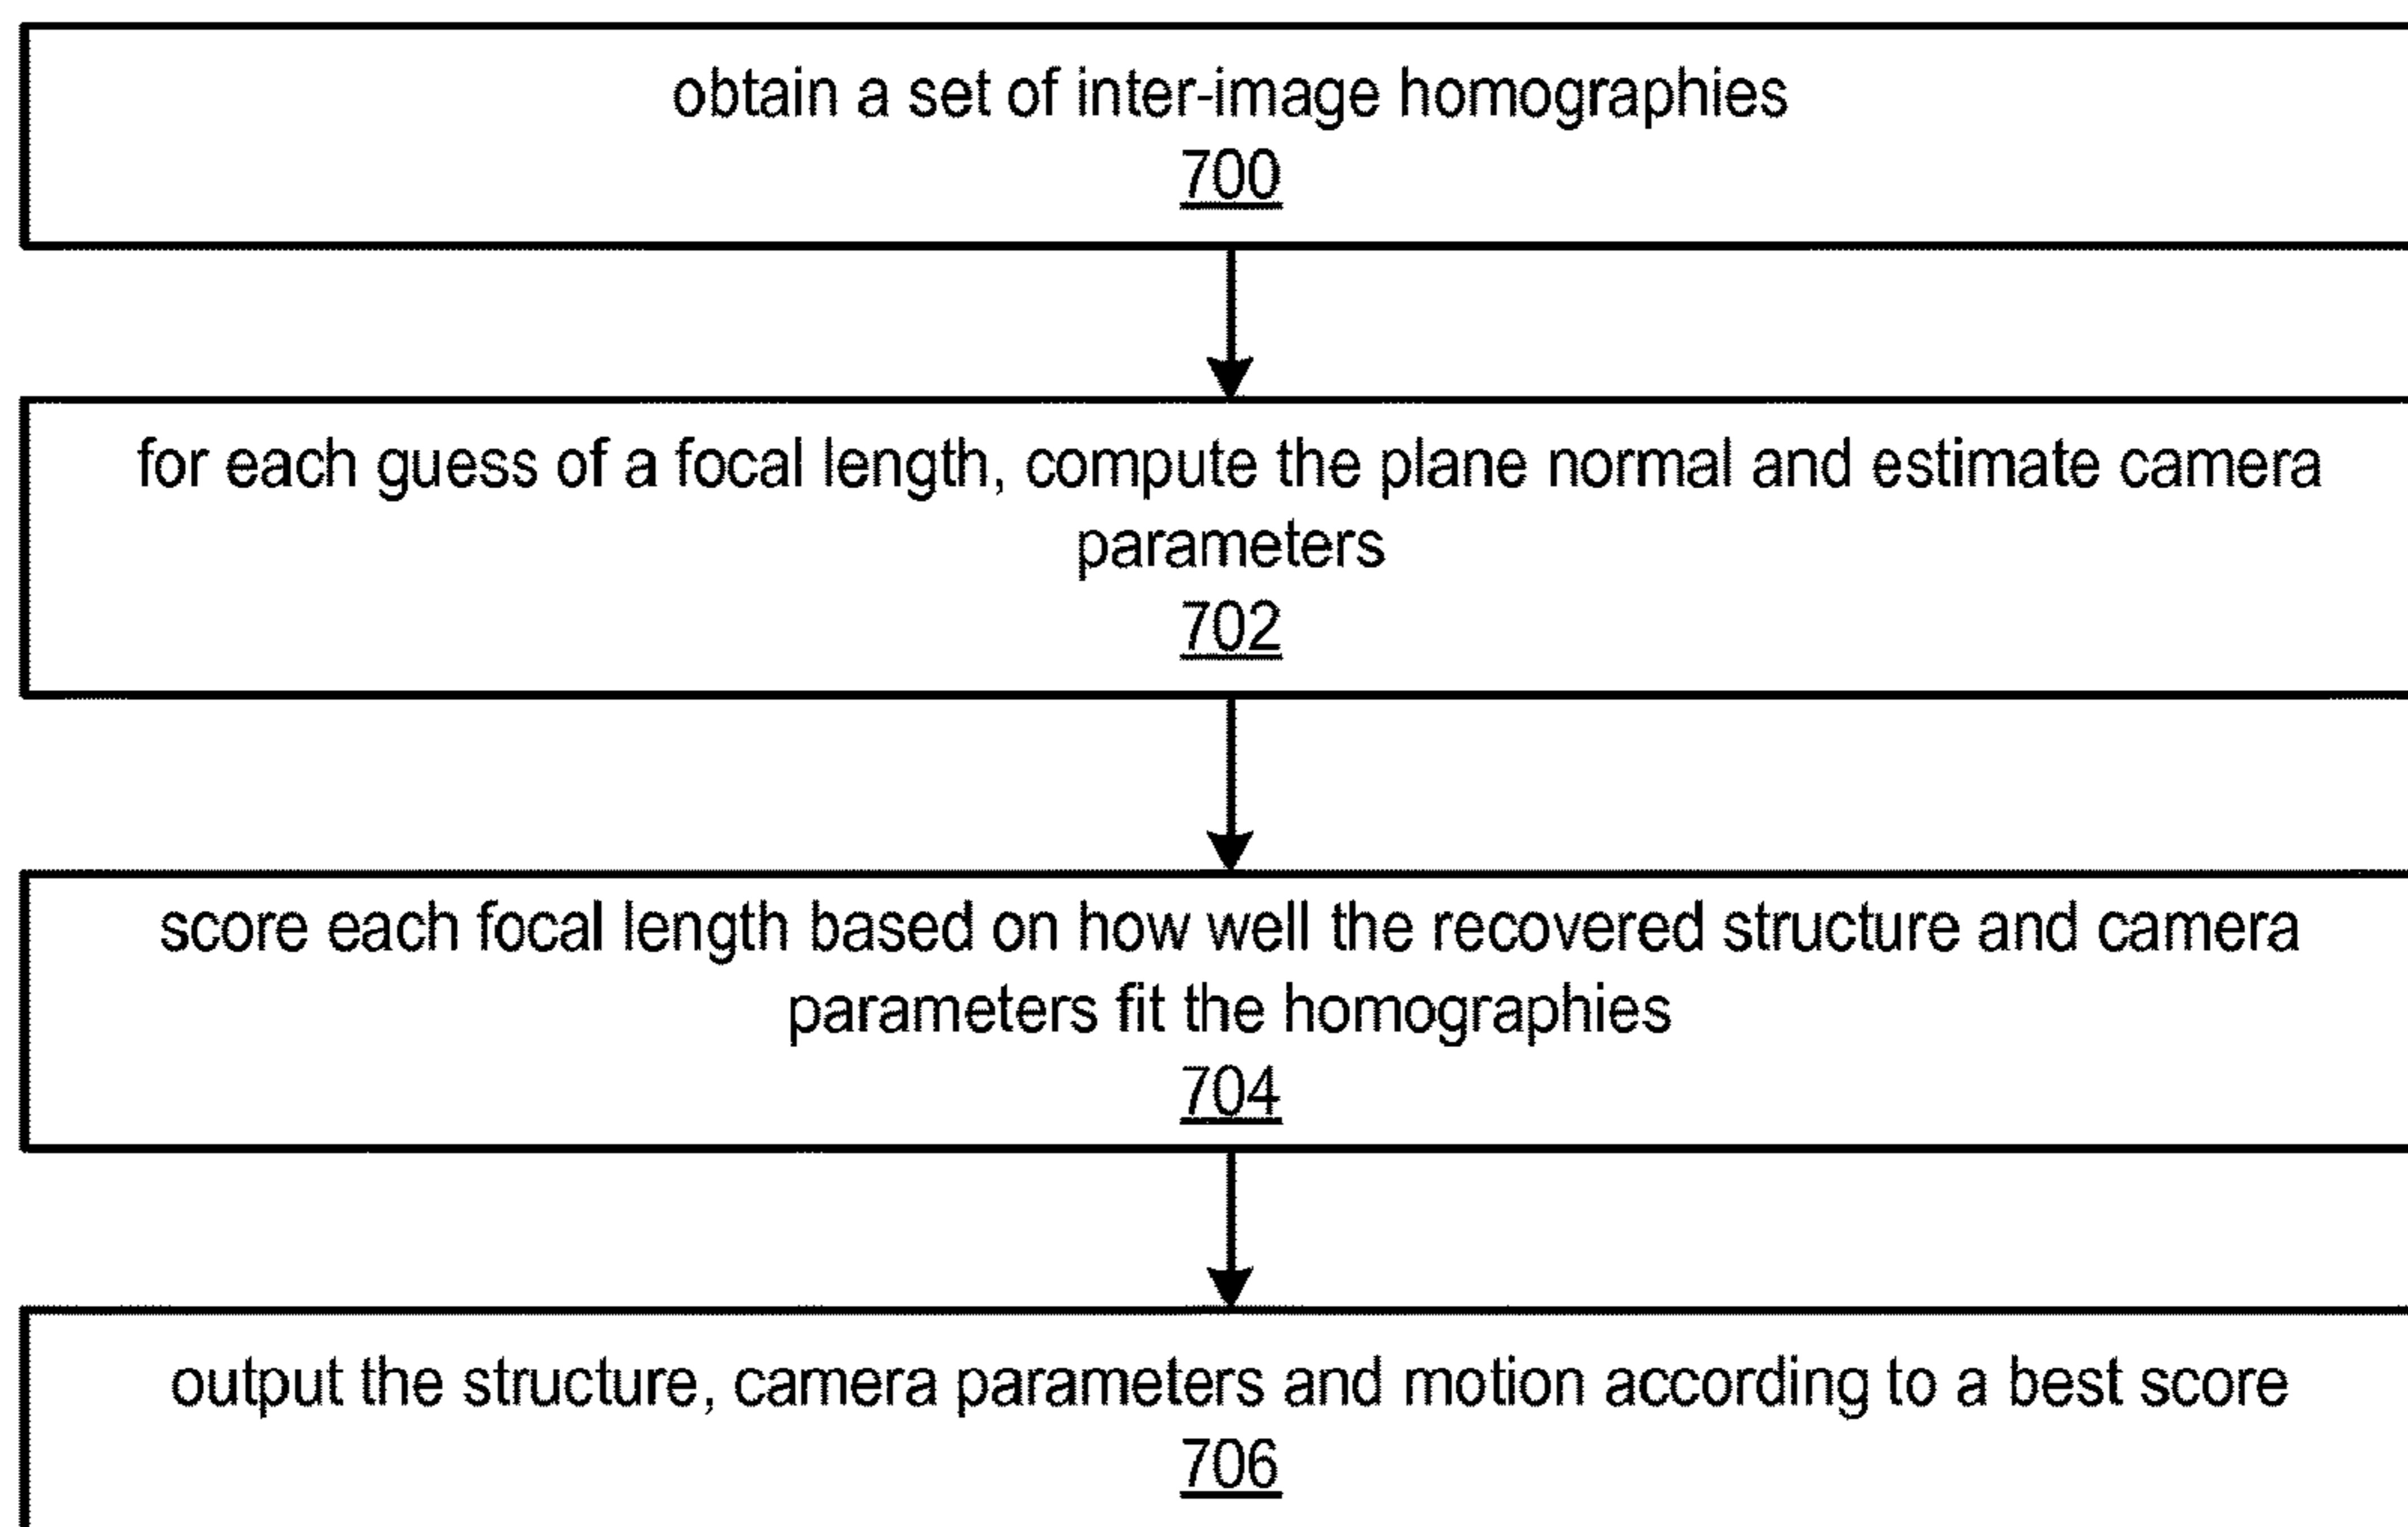 obtain a set of inter-image homographies
700
for each guess of a focal length, compute the plane normal and estimate camera
parameters
702
score each focal length based on how well the recovered structure and camera
parameters fit the homographies
704
output the structure, camera parameters and motion according to a best score
706